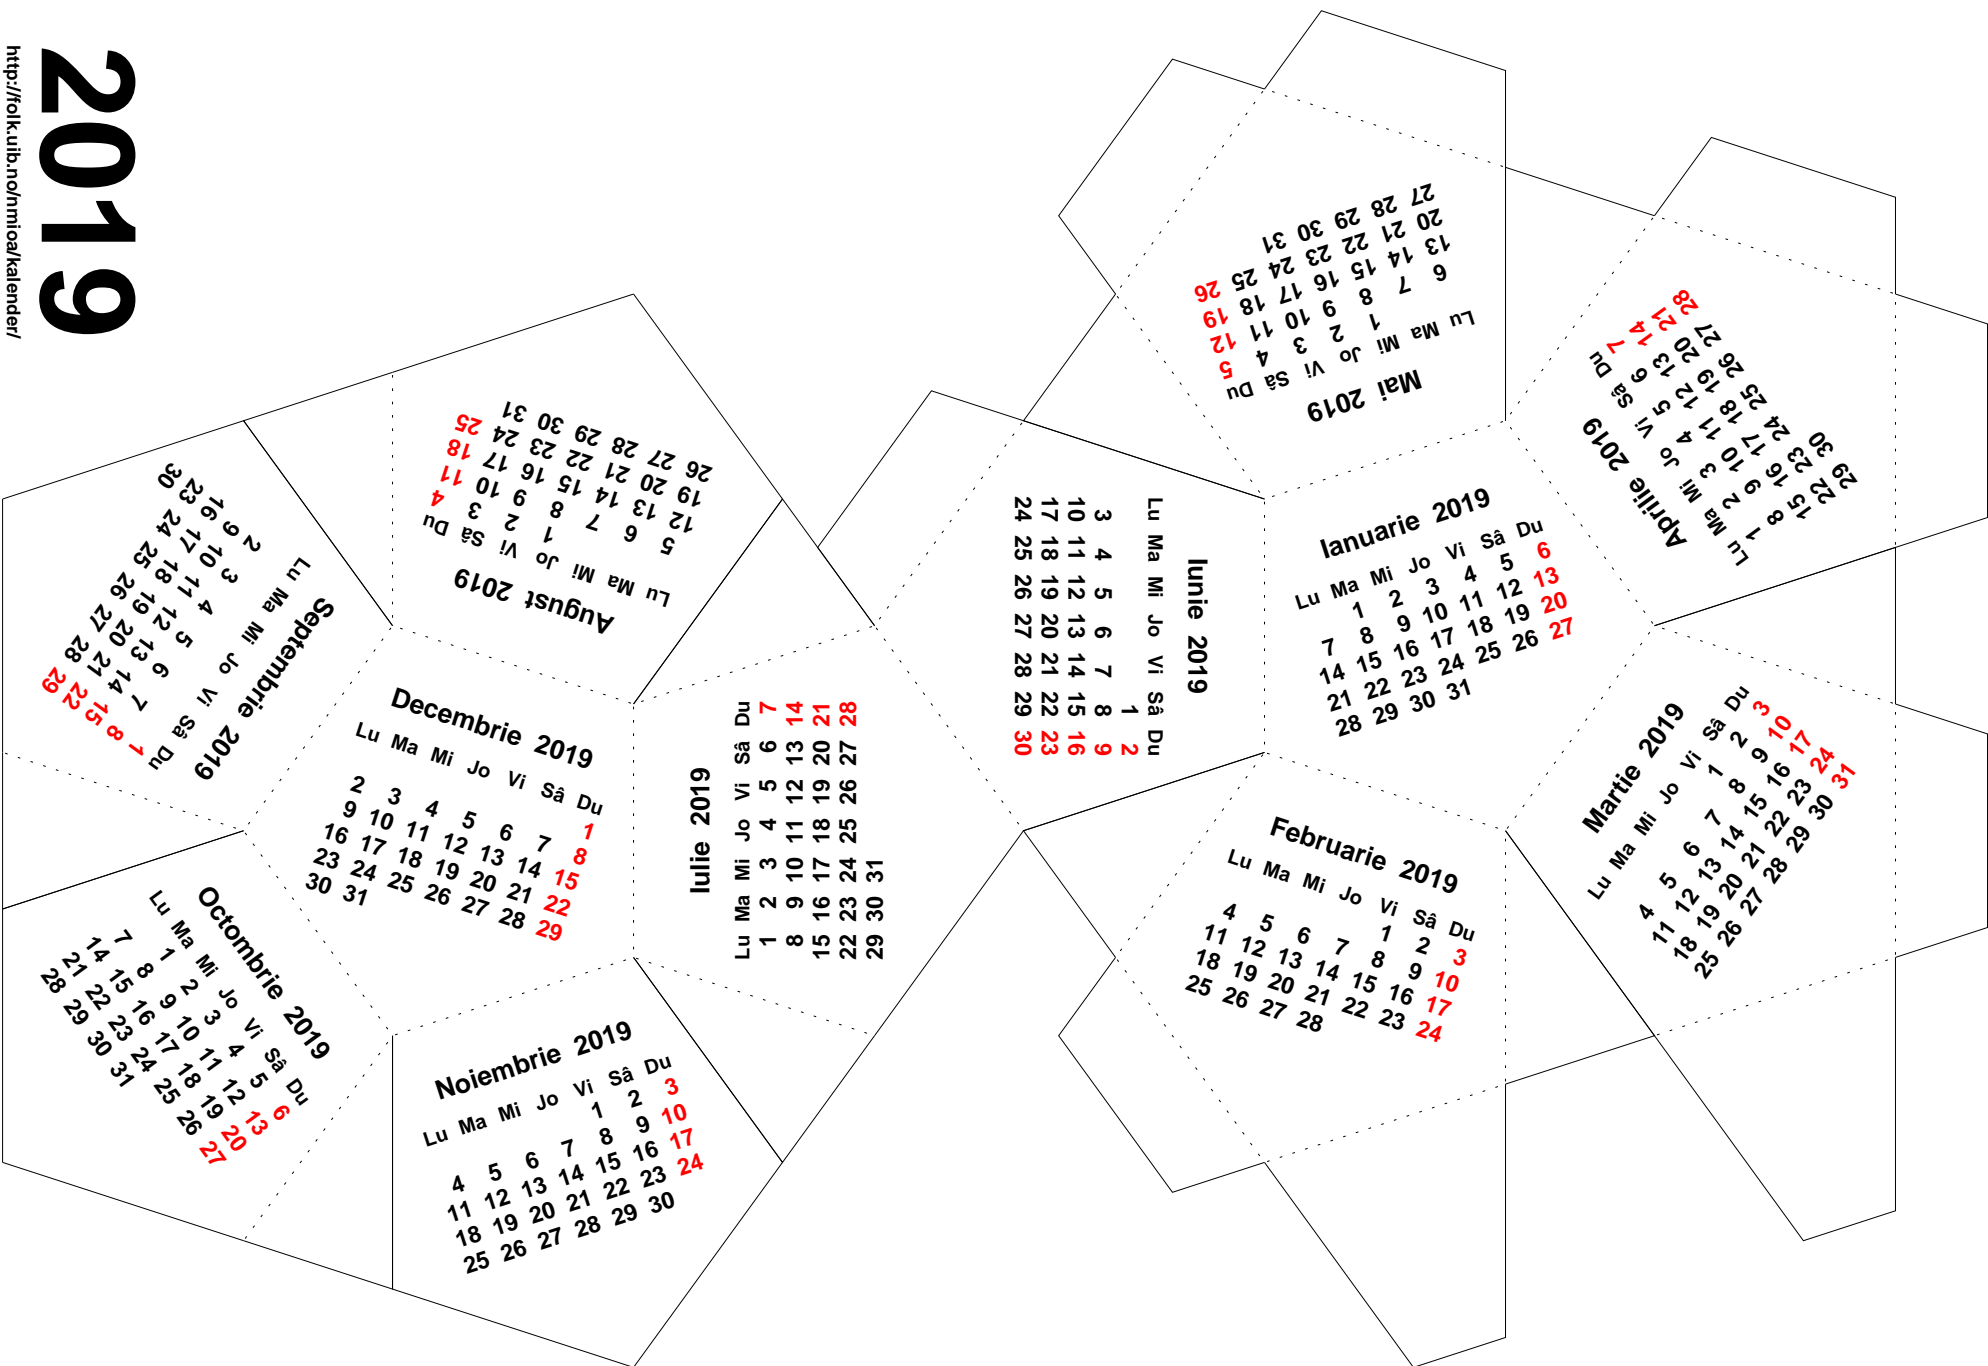 2019
http://folk.uib.no/nmioa/kalender/
Ianuarie 2019
Lu Ma Mi Jo Vi Sâ Du
1 2 3 4 5 6
7 8 9 10 11 12 13
14 15 16 17 18 19 20
21 22 23 24 25 26 27
28 29 30 31
Februarie 2019
Lu Ma Mi Jo Vi Sâ Du
1 2 3
4 5 6 7 8 9 10
11 12 13 14 15 16 17
18 19 20 21 22 23 24
25 26 27 28
Martie 2019
Lu Ma Mi Jo Vi Sâ Du
1 2 3
4 5 6 7 8 9 10
11 12 13 14 15 16 17
18 19 20 21 22 23 24
25 26 27 28 29 30 31
Aprilie 2019
Lu Ma Mi Jo Vi Sâ Du
1 2 3 4 5 6 7
8 9 10 11 12 13 14
15 16 17 18 19 20 21
22 23 24 25 26 27 28
29 30
Mai 2019
Lu Ma Mi Jo Vi Sâ Du
1 2 3 4 5
6 7 8 9 10 11 12
13 14 15 16 17 18 19
20 21 22 23 24 25 26
27 28 29 30 31
Iunie 2019
Lu Ma Mi Jo Vi Sâ Du
1 2
3 4 5 6 7 8 9
10 11 12 13 14 15 16
17 18 19 20 21 22 23
24 25 26 27 28 29 30
Iulie 2019
Lu Ma Mi Jo Vi Sâ Du
1 2 3 4 5 6 7
8 9 10 11 12 13 14
15 16 17 18 19 20 21
22 23 24 25 26 27 28
29 30 31
August 2019
Lu Ma Mi Jo Vi Sâ Du
1 2 3 4
5 6 7 8 9 10 11
12 13 14 15 16 17 18
19 20 21 22 23 24 25
26 27 28 29 30 31
Septembrie 2019
Lu Ma Mi Jo Vi Sâ Du
1
2 3 4 5 6 7 8
9 10 11 12 13 14 15
16 17 18 19 20 21 22
23 24 25 26 27 28 29
30
Octombrie 2019
Lu Ma Mi Jo Vi Sâ Du
1 2 3 4 5 6
7 8 9 10 11 12 13
14 15 16 17 18 19 20
21 22 23 24 25 26 27
28 29 30 31
Noiembrie 2019
Lu Ma Mi Jo Vi Sâ Du
1 2 3
4 5 6 7 8 9 10
11 12 13 14 15 16 17
18 19 20 21 22 23 24
25 26 27 28 29 30
Decembrie 2019
Lu Ma Mi Jo Vi Sâ Du
1
2 3 4 5 6 7 8
9 10 11 12 13 14 15
16 17 18 19 20 21 22
23 24 25 26 27 28 29
30 31